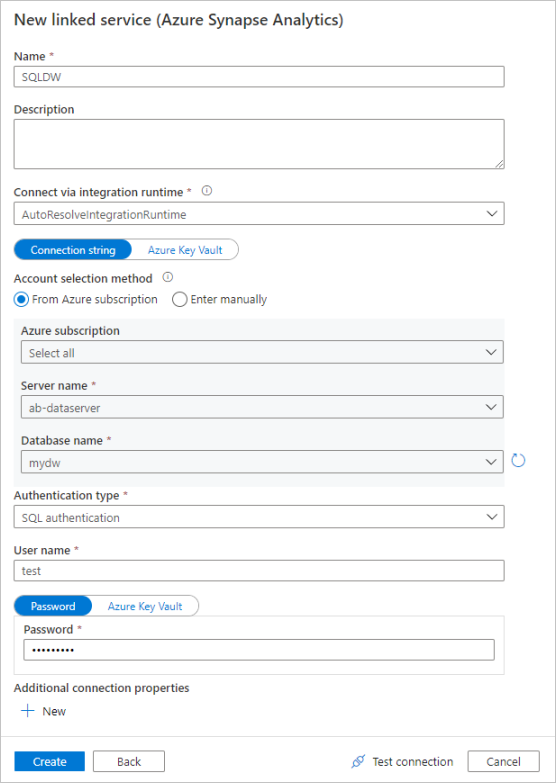 New linked service (Azure Synapse Analytics)
Name *
SQLDW
Description
Connect via integration runtime *
AutoResolveIntegrationRuntime
Connection string Azure Key Vault
Account selection method
From Azure subscription Enter manually
Azure subscription
Select all
Server name *
ab-dataserver
Database name *
mydw
Authentication type *
SQL authentication
User name *
test
Password Azure Key Vault
Password *
•••••••••
Additional connection properties
+ New
Create Back Test connection Cancel